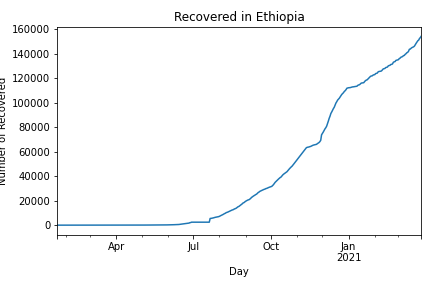 Recovered in Ethiopia
160000
140000
120000
100000
80000
60000
40000
20000
0
Number of Recovered
Apr
Jul
Oct
Jan
2021
Day